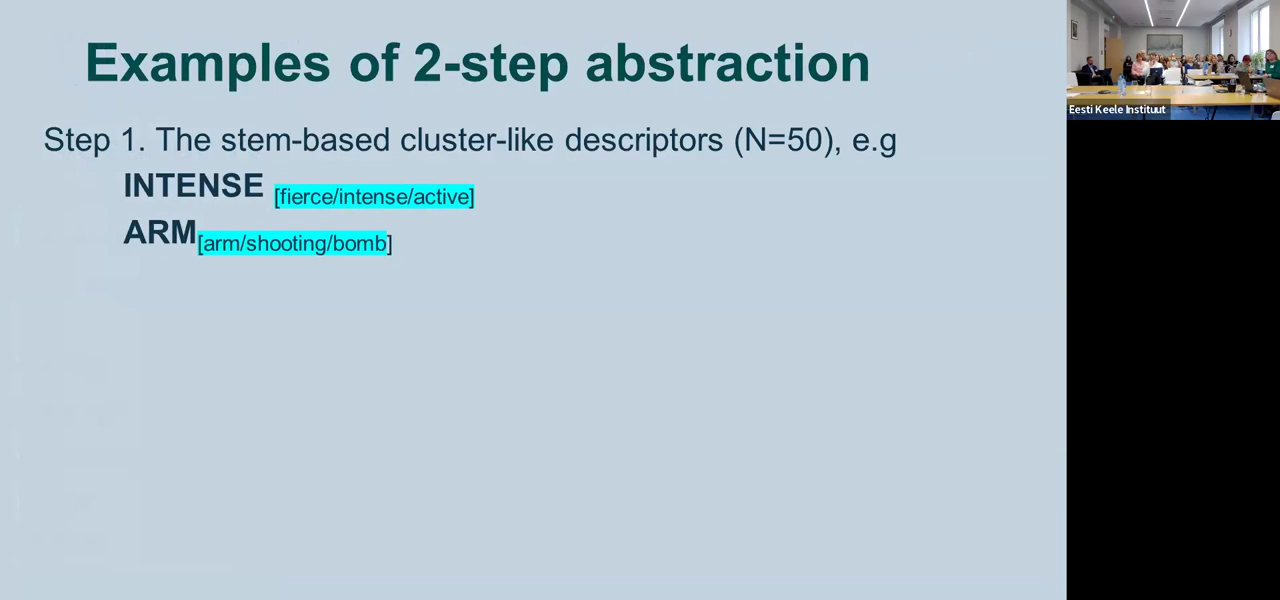 Examples of 2-step abstraction
Step 1. The stem-based cluster-like descriptors (N=50), e.g
INTENSE [fierce/intense/active]
ARM[arm/shooting/bomb]
Eesti Keele Instituut